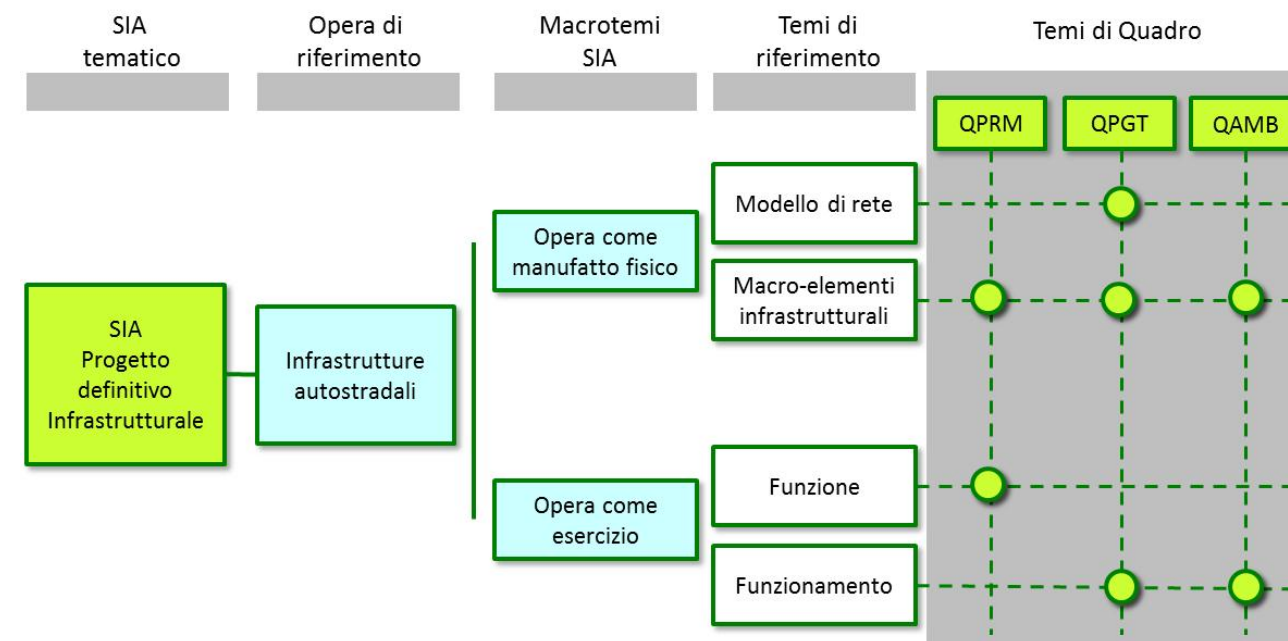 SIA
tematico
Opera di
riferimento
Macrotemi
SIA
Temi di
riferimento
Temi di Quadro
QPRM
QPGT
QAMB
Modello di rete
Opera come
manufatto fisico
Macro-elementi
infrastrutturali
SIA
Progetto
definitivo
Infrastrutturale
Infrastrutture
autostradali
Funzione
Opera come
esercizio
Funzionamento